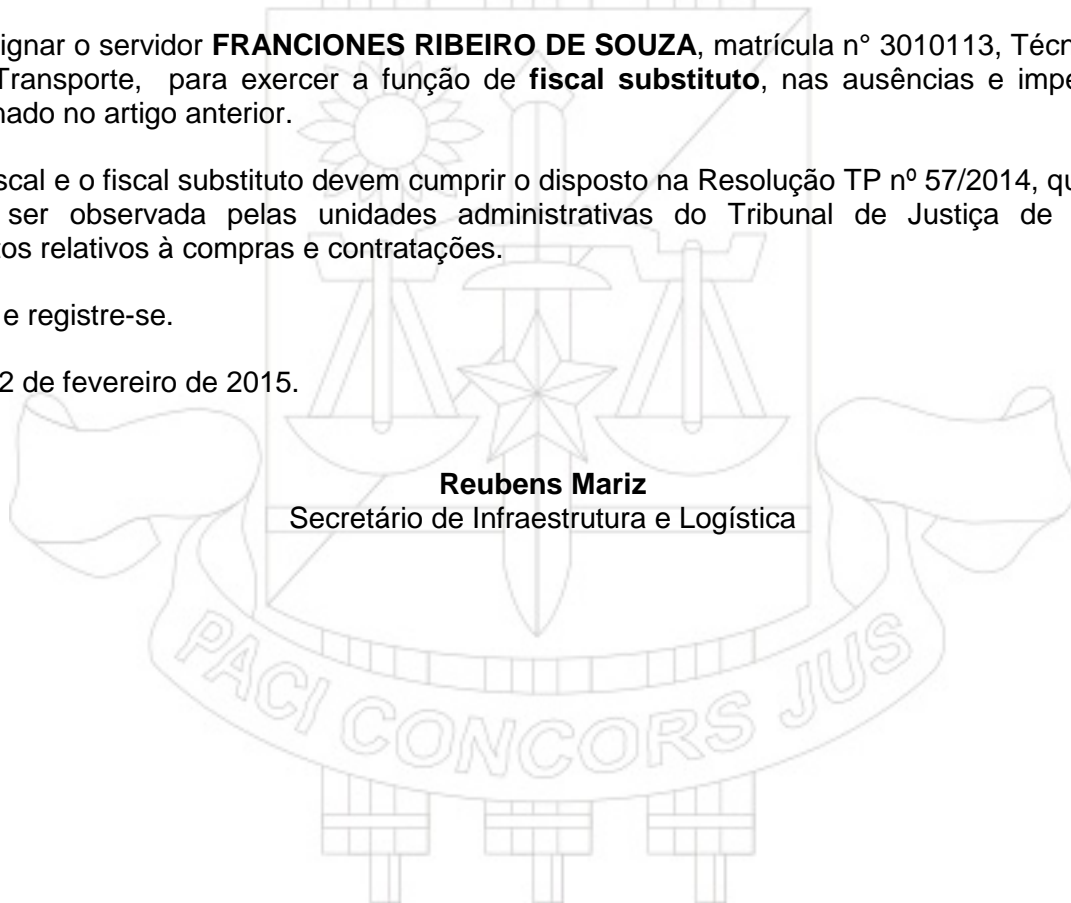 ignar o servidor FRANCIONES RIBEIRO DE SOUZA, matrícula n° 3010113, Técn
Transporte, para exercer a função de fiscal substituto, nas ausências e impe
nado no artigo anterior.
scal e o fiscal substituto devem cumprir o disposto na Resolução TP nº 57/2014, qu
ser observada pelas unidades administrativas do Tribunal de Justiça de
tos relativos à compras e contratações.
e registre-se.
2 de fevereiro de 2015.
Reubens Mariz
Secretário de Infraestrutura e Logística
PACI CONCORS JUS